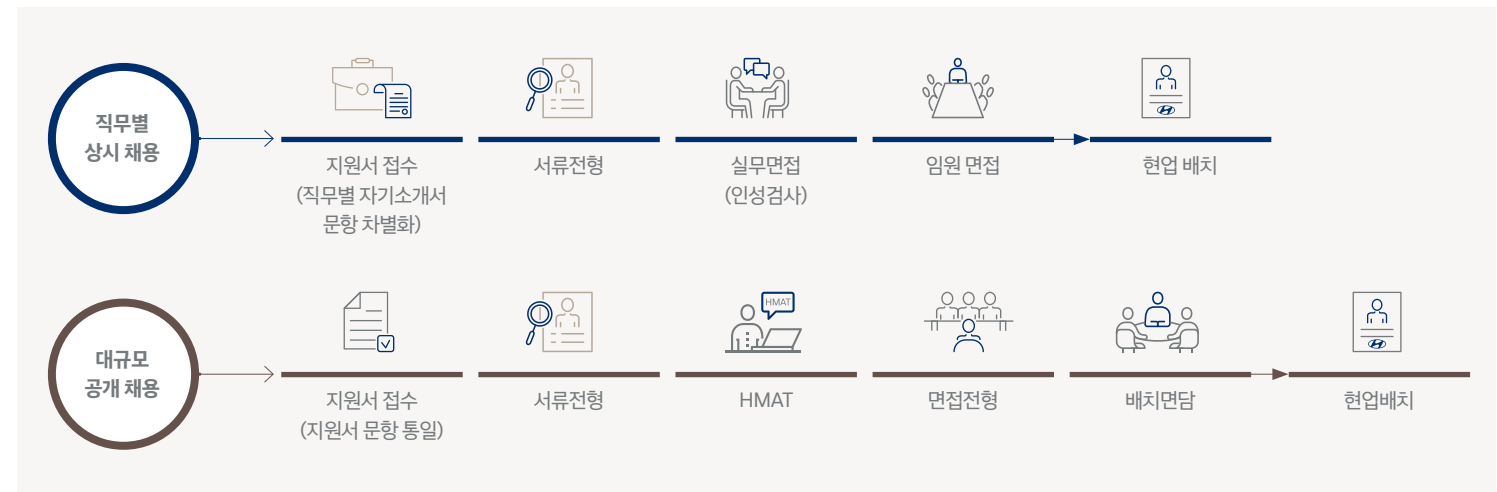 직무별
상시 채용
지원서 접수
(직무별 자기소개서
문항 차별화)
서류전형
실무면접
(인성검사)
임원 면접
현업 배치
대규모
공개 채용
지원서 접수
(지원서 문항 통일)
서류전형
HMAT
HMAT
면접전형
배치면담
현업배치